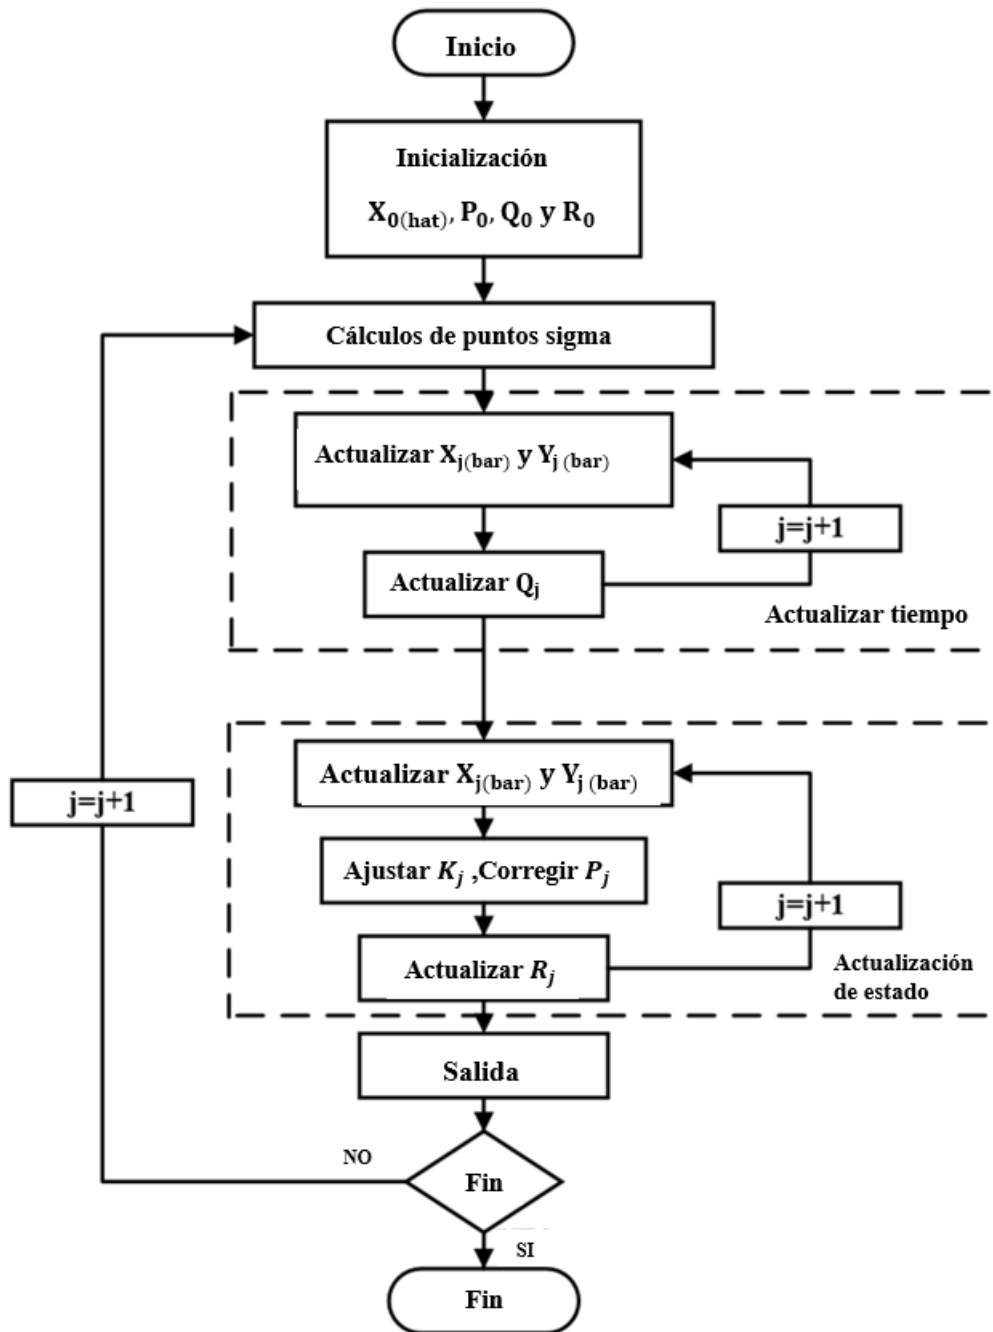 Inicio
Inicialización
X₀₍hat₎, P₀, Q₀ y R₀
Cálculos de puntos sigma
Actualizar Xj(bar) y Yj (bar)
j=j+1
Actualizar Qj
Actualizar tiempo
Actualizar Xj(bar) y Yj (bar)
j=j+1
Ajustar Kj ,Corregir Pj
j=j+1
Actualizar Rj
Actualización
de estado
Salida
NO
Fin
SI
Fin